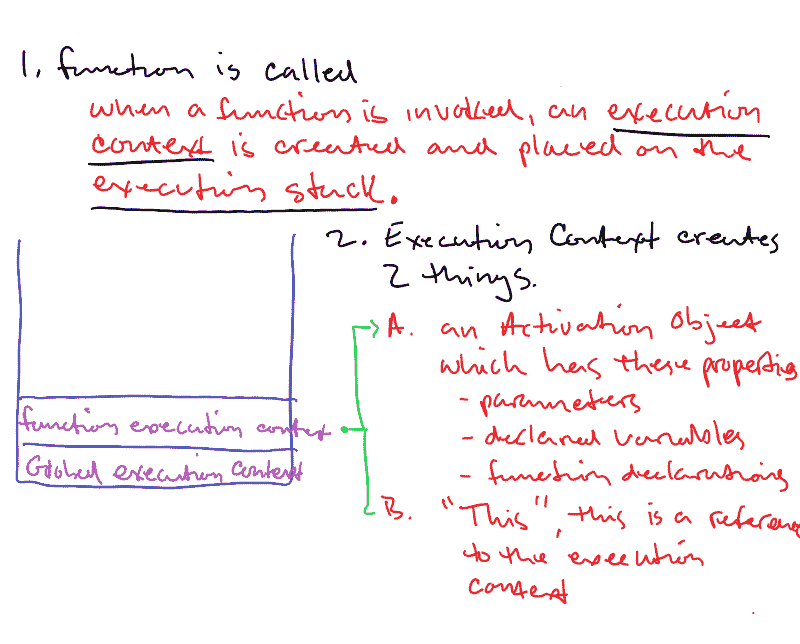 1. function is called
when a function is invoked, an execution
context is created and placed on the
execution stack.
2. Execution Context creates
2 things.
A. an Activation Object
which has these properties
- parameters
- declared variables
- function declarations
B. "This", this is a reference
to the execution
context
function execution context
Global execution context